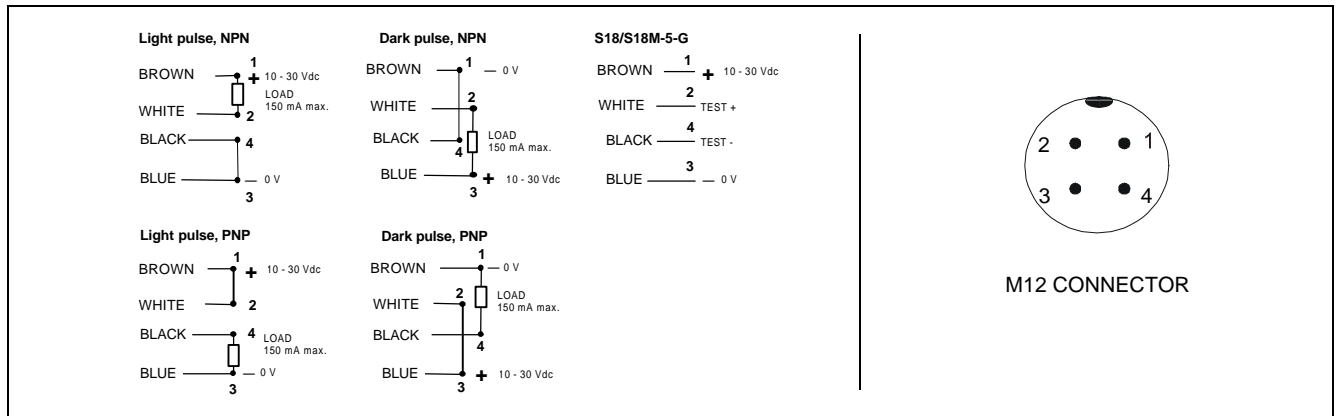 Light pulse, NPN
1
BROWN + 10 - 30 Vdc
LOAD
150 mA max.
WHITE 2
BLACK 4
BLUE — 0 V
3
Dark pulse, NPN
1
BROWN — 0 V
WHITE 2
BLACK LOAD
4 150 mA max.
BLUE + 10 - 30 Vdc
3
S18/S18M-5-G
1
BROWN + 10 - 30 Vdc
2
WHITE TEST +
4
BLACK TEST -
3
BLUE — 0 V
Light pulse, PNP
1
BROWN + 10 - 30 Vdc
WHITE 2
BLACK 4 LOAD
150 mA max.
BLUE — 0 V
3
Dark pulse, PNP
1
BROWN — 0 V
WHITE 2 LOAD
150 mA max.
BLACK
4
BLUE + 10 - 30 Vdc
3
2 1
3 4
M12 CONNECTOR